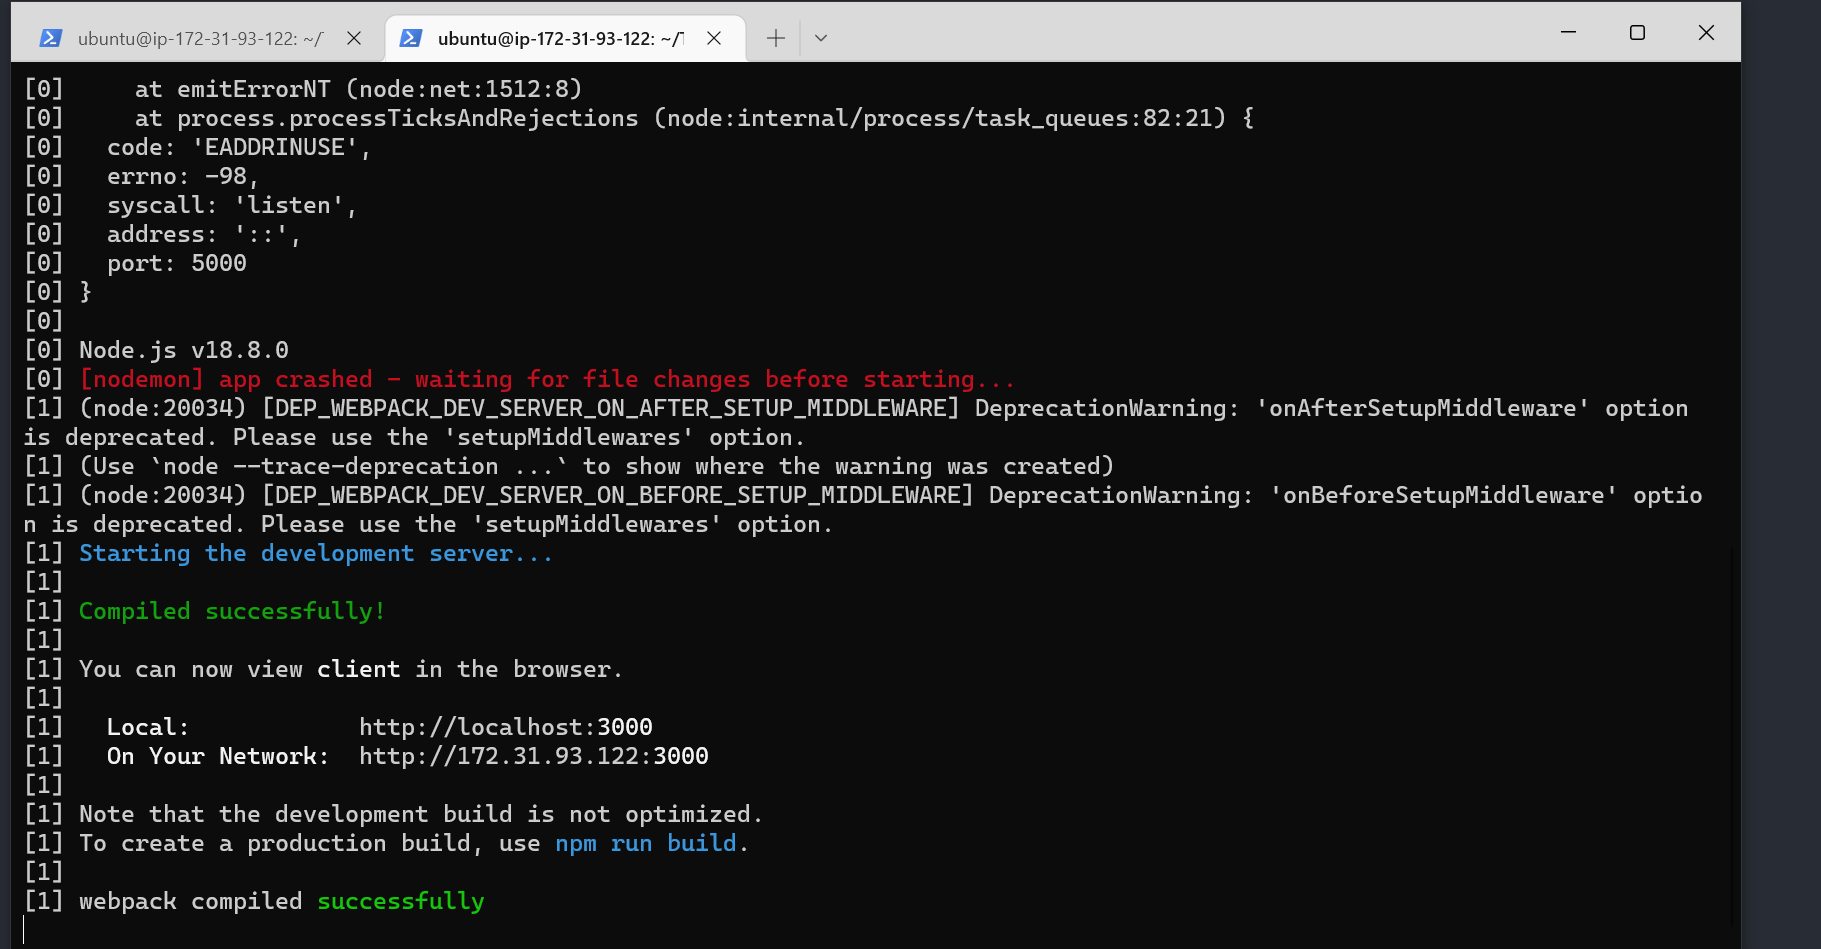 ubuntu@ip-172-31-93-122: ~/T
ubuntu@ip-172-31-93-122: ~/T
[0]     at emitErrorNT (node:net:1512:8)
[0]     at process.processTicksAndRejections (node:internal/process/task_queues:82:21) {
[0]   code: 'EADDRINUSE',
[0]   errno: -98,
[0]   syscall: 'listen',
[0]   address: '::',
[0]   port: 5000
[0] }
[0]
[0] Node.js v18.8.0
[0] [nodemon] app crashed - waiting for file changes before starting...
[1] (node:20034) [DEP_WEBPACK_DEV_SERVER_ON_AFTER_SETUP_MIDDLEWARE] DeprecationWarning: 'onAfterSetupMiddleware' option
is deprecated. Please use the 'setupMiddlewares' option.
[1] (Use `node --trace-deprecation ...` to show where the warning was created)
[1] (node:20034) [DEP_WEBPACK_DEV_SERVER_ON_BEFORE_SETUP_MIDDLEWARE] DeprecationWarning: 'onBeforeSetupMiddleware' optio
n is deprecated. Please use the 'setupMiddlewares' option.
[1] Starting the development server...
[1]
[1] Compiled successfully!
[1]
[1] You can now view client in the browser.
[1]
[1]   Local:            http://localhost:3000
[1]   On Your Network:  http://172.31.93.122:3000
[1]
[1] Note that the development build is not optimized.
[1] To create a production build, use npm run build.
[1]
[1] webpack compiled successfully